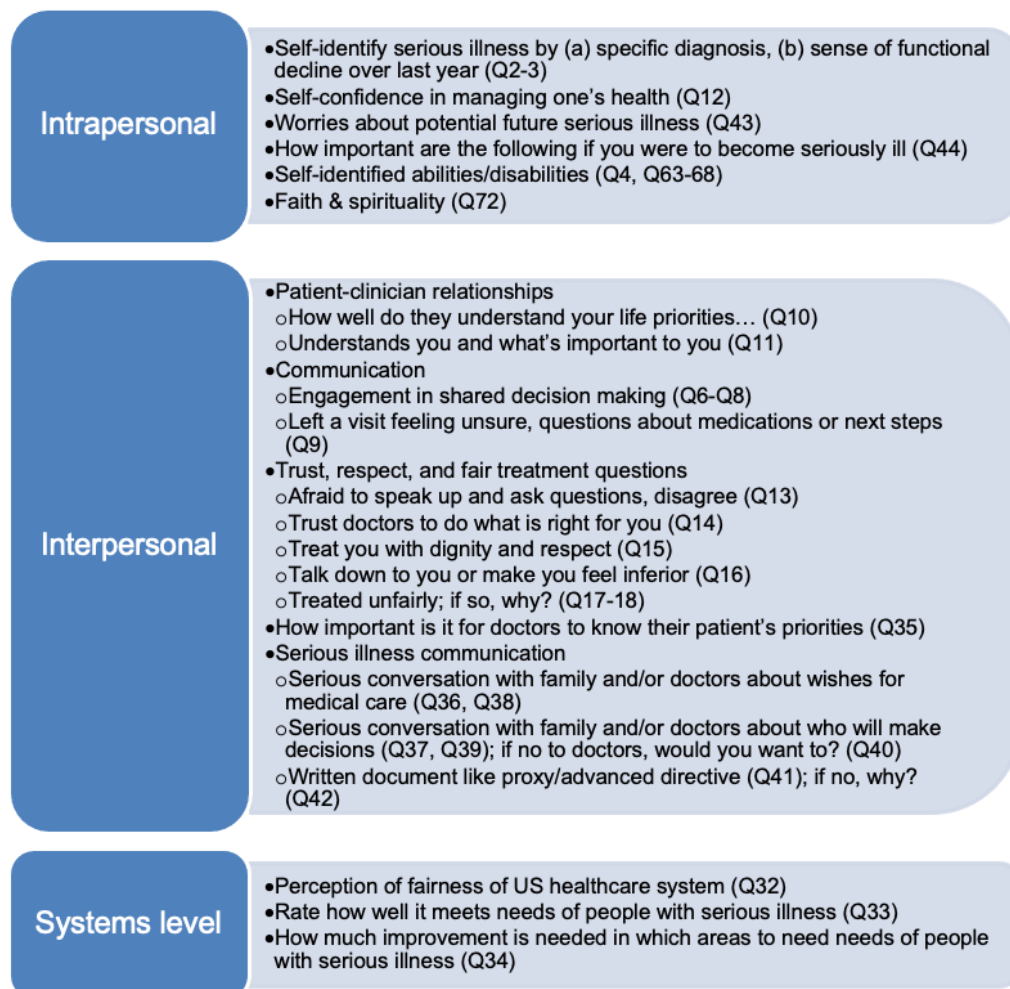 Intrapersonal
•Self-identify serious illness by (a) specific diagnosis, (b) sense of functional
decline over last year (Q2-3)
•Self-confidence in managing one's health (Q12)
•Worries about potential future serious illness (Q43)
•How important are the following if you were to become seriously ill (Q44)
•Self-identified abilities/disabilities (Q4, Q63-68)
•Faith & spirituality (Q72)
Interpersonal
•Patient-clinician relationships
oHow well do they understand your life priorities… (Q10)
oUnderstands you and what's important to you (Q11)
•Communication
oEngagement in shared decision making (Q6-Q8)
oLeft a visit feeling unsure, questions about medications or next steps
(Q9)
•Trust, respect, and fair treatment questions
oAfraid to speak up and ask questions, disagree (Q13)
oTrust doctors to do what is right for you (Q14)
oTreat you with dignity and respect (Q15)
oTalk down to you or make you feel inferior (Q16)
oTreated unfairly; if so, why? (Q17-18)
•How important is it for doctors to know their patient's priorities (Q35)
•Serious illness communication
oSerious conversation with family and/or doctors about wishes for
medical care (Q36, Q38)
oSerious conversation with family and/or doctors about who will make
decisions (Q37, Q39); if no to doctors, would you want to? (Q40)
oWritten document like proxy/advanced directive (Q41); if no, why?
(Q42)
Systems level
•Perception of fairness of US healthcare system (Q32)
•Rate how well it meets needs of people with serious illness (Q33)
•How much improvement is needed in which areas to need needs of people
with serious illness (Q34)